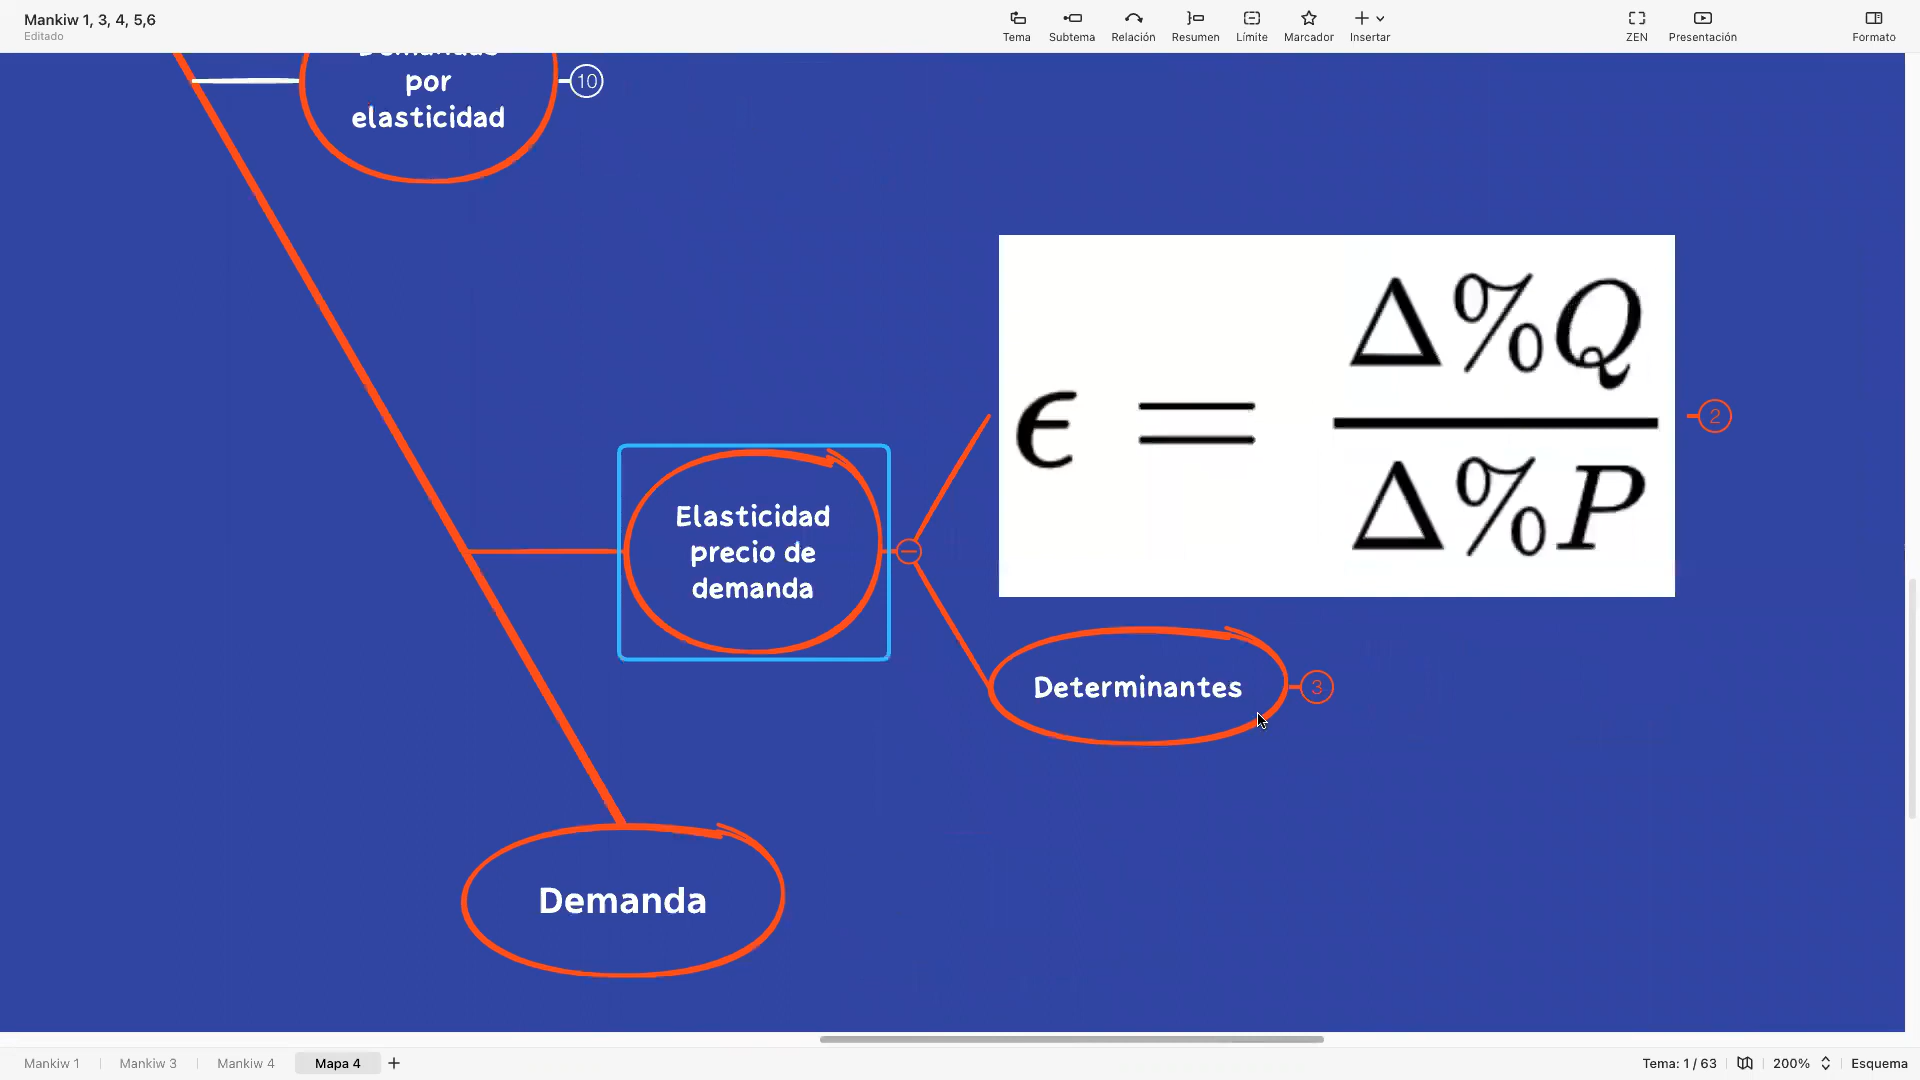 Mankiw 1, 3, 4, 5,6
Editado
Tema
Subtema
Relación
Resumen
Límite
Marcador
Insertar
ZEN
Presentación
Formato
por
elasticidad
10
ϵ = Δ%Q / Δ%P
2
Elasticidad
precio de
demanda
Determinantes
3
Demanda
Mankiw 1
Mankiw 3
Mankiw 4
Mapa 4
Tema: 1 / 63
200%
Esquema